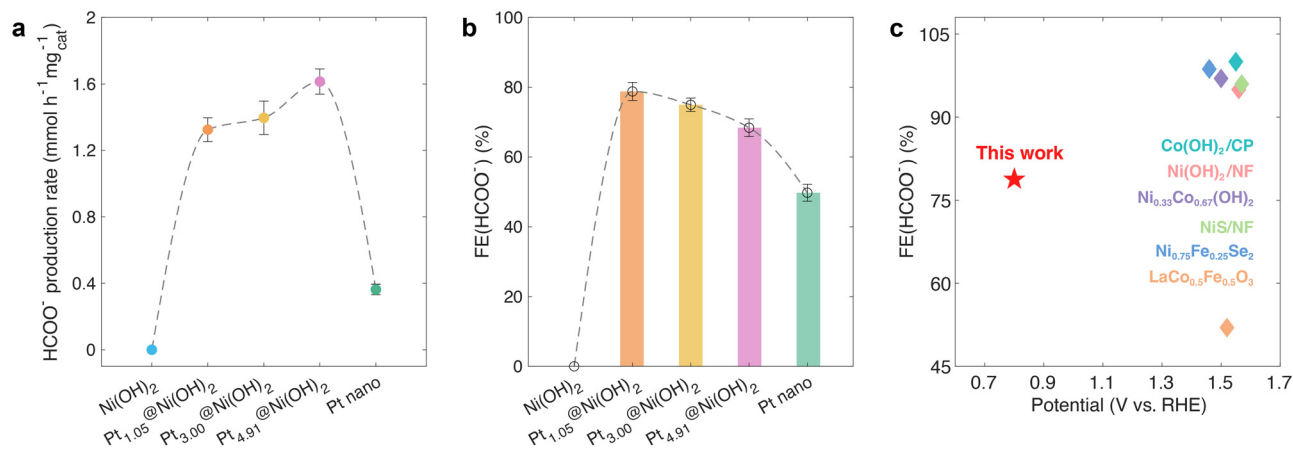 a
HCOO⁻ production rate (mmol h⁻¹mg⁻¹cat)
2
1.6
1.2
0.8
0.4
0
Ni(OH)₂
Pt₁.₀₅@Ni(OH)₂
Pt₃.₀₀@Ni(OH)₂
Pt₄.₉₁@Ni(OH)₂
Pt nano
b
FE(HCOO⁻) (%)
100
80
60
40
20
0
Ni(OH)₂
Pt₁.₀₅@Ni(OH)₂
Pt₃.₀₀@Ni(OH)₂
Pt₄.₉₁@Ni(OH)₂
Pt nano
c
FE(HCOO⁻) (%)
105
90
75
60
45
This work
Co(OH)₂/CP
Ni(OH)₂/NF
Ni₀.₃₃Co₀.₆₇(OH)₂
NiS/NF
Ni₀.₇₅Fe₀.₂₅Se₂
LaCo₀.₅Fe₀.₅O₃
0.7 0.9 1.1 1.3 1.5 1.7
Potential (V vs. RHE)